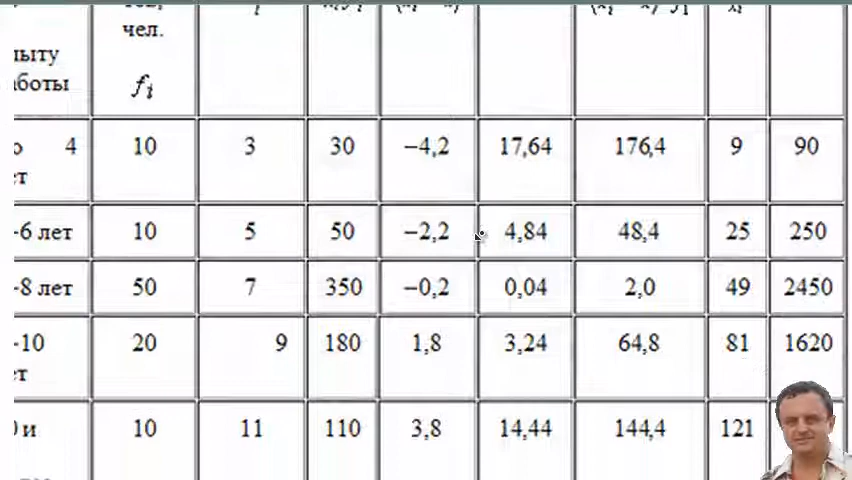 чел.
f i
10 3 30 −4,2 17,64 176,4 9 90
4
-6 лет 10 5 50 −2,2 4,84 48,4 25 250
-8 лет 50 7 350 −0,2 0,04 2,0 49 2450
-10 20 9 180 1,8 3,24 64,8 81 1620
и 10 11 110 3,8 14,44 144,4 121